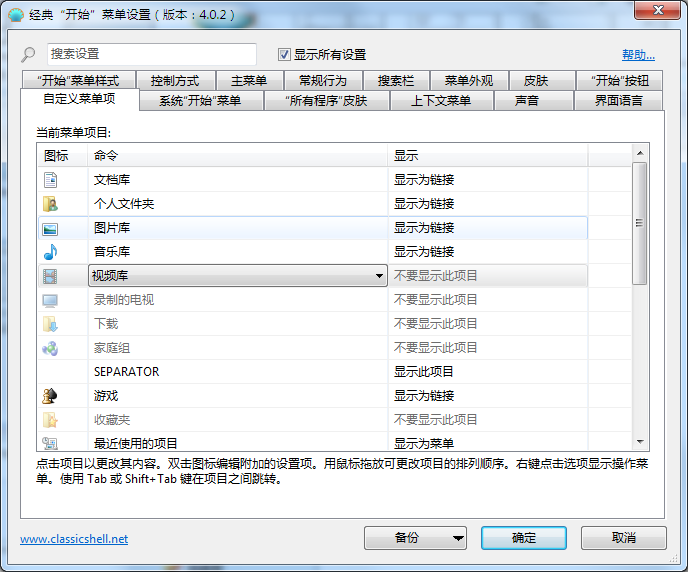 经典“开始”菜单设置（版本：4.0.2）
搜索设置
显示所有设置
帮助...
“开始”菜单样式 控制方式 主菜单 常规行为 搜索栏 菜单外观 皮肤 “开始”按钮
自定义菜单项 系统“开始”菜单 “所有程序”皮肤 上下文菜单 声音 界面语言
当前菜单项目:
图标 命令 显示
文档库 显示为链接
个人文件夹 显示为链接
图片库 显示为链接
音乐库 显示为链接
视频库 不要显示此项目
录制的电视 不要显示此项目
下载 不要显示此项目
家庭组 不要显示此项目
SEPARATOR 显示此项目
游戏 显示为链接
收藏夹 不要显示此项目
最近使用的项目 显示为菜单
点击项目以更改其内容。双击图标编辑附加的设置项。用鼠标拖放可更改项目的排列顺序。右键点击选项显示操作菜
单。使用 Tab 或 Shift+Tab 键在项目之间跳转。
www.classicshell.net
备份 确定 取消